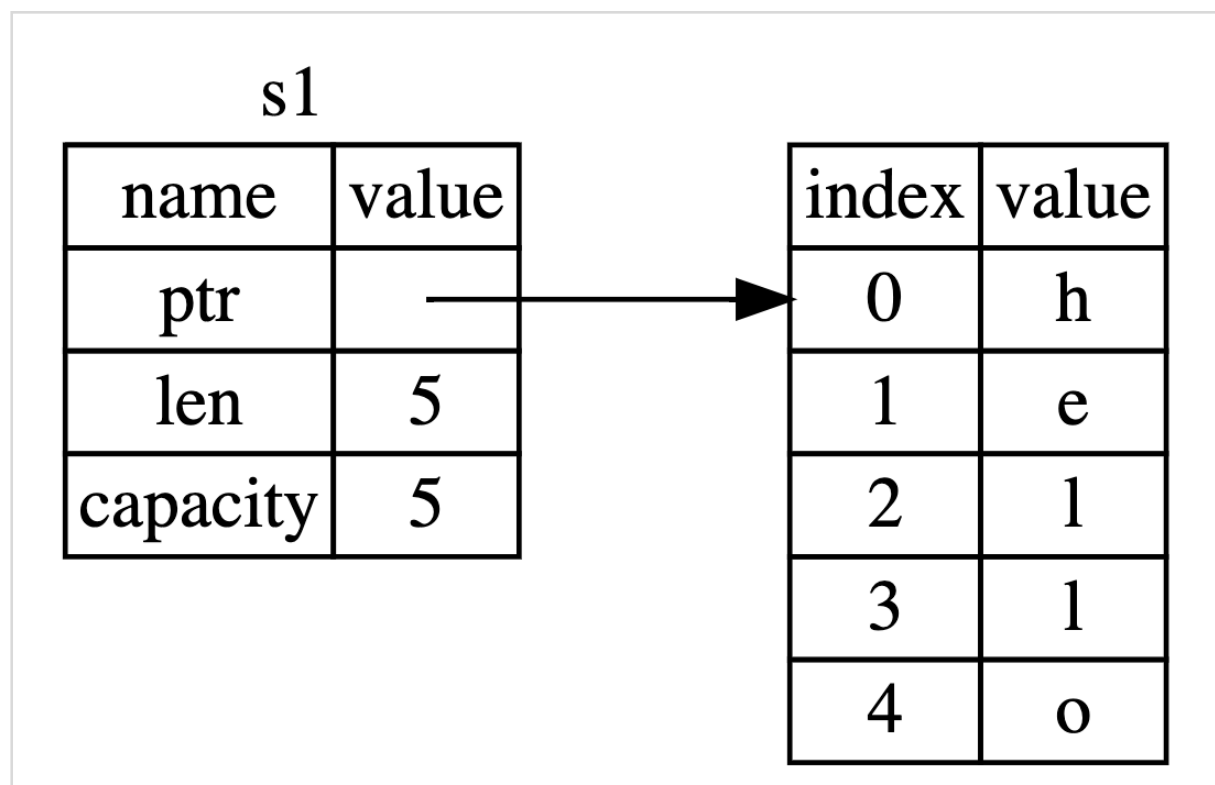 s1
name value
ptr
len 5
capacity 5
index value
0 h
1 e
2 l
3 l
4 o